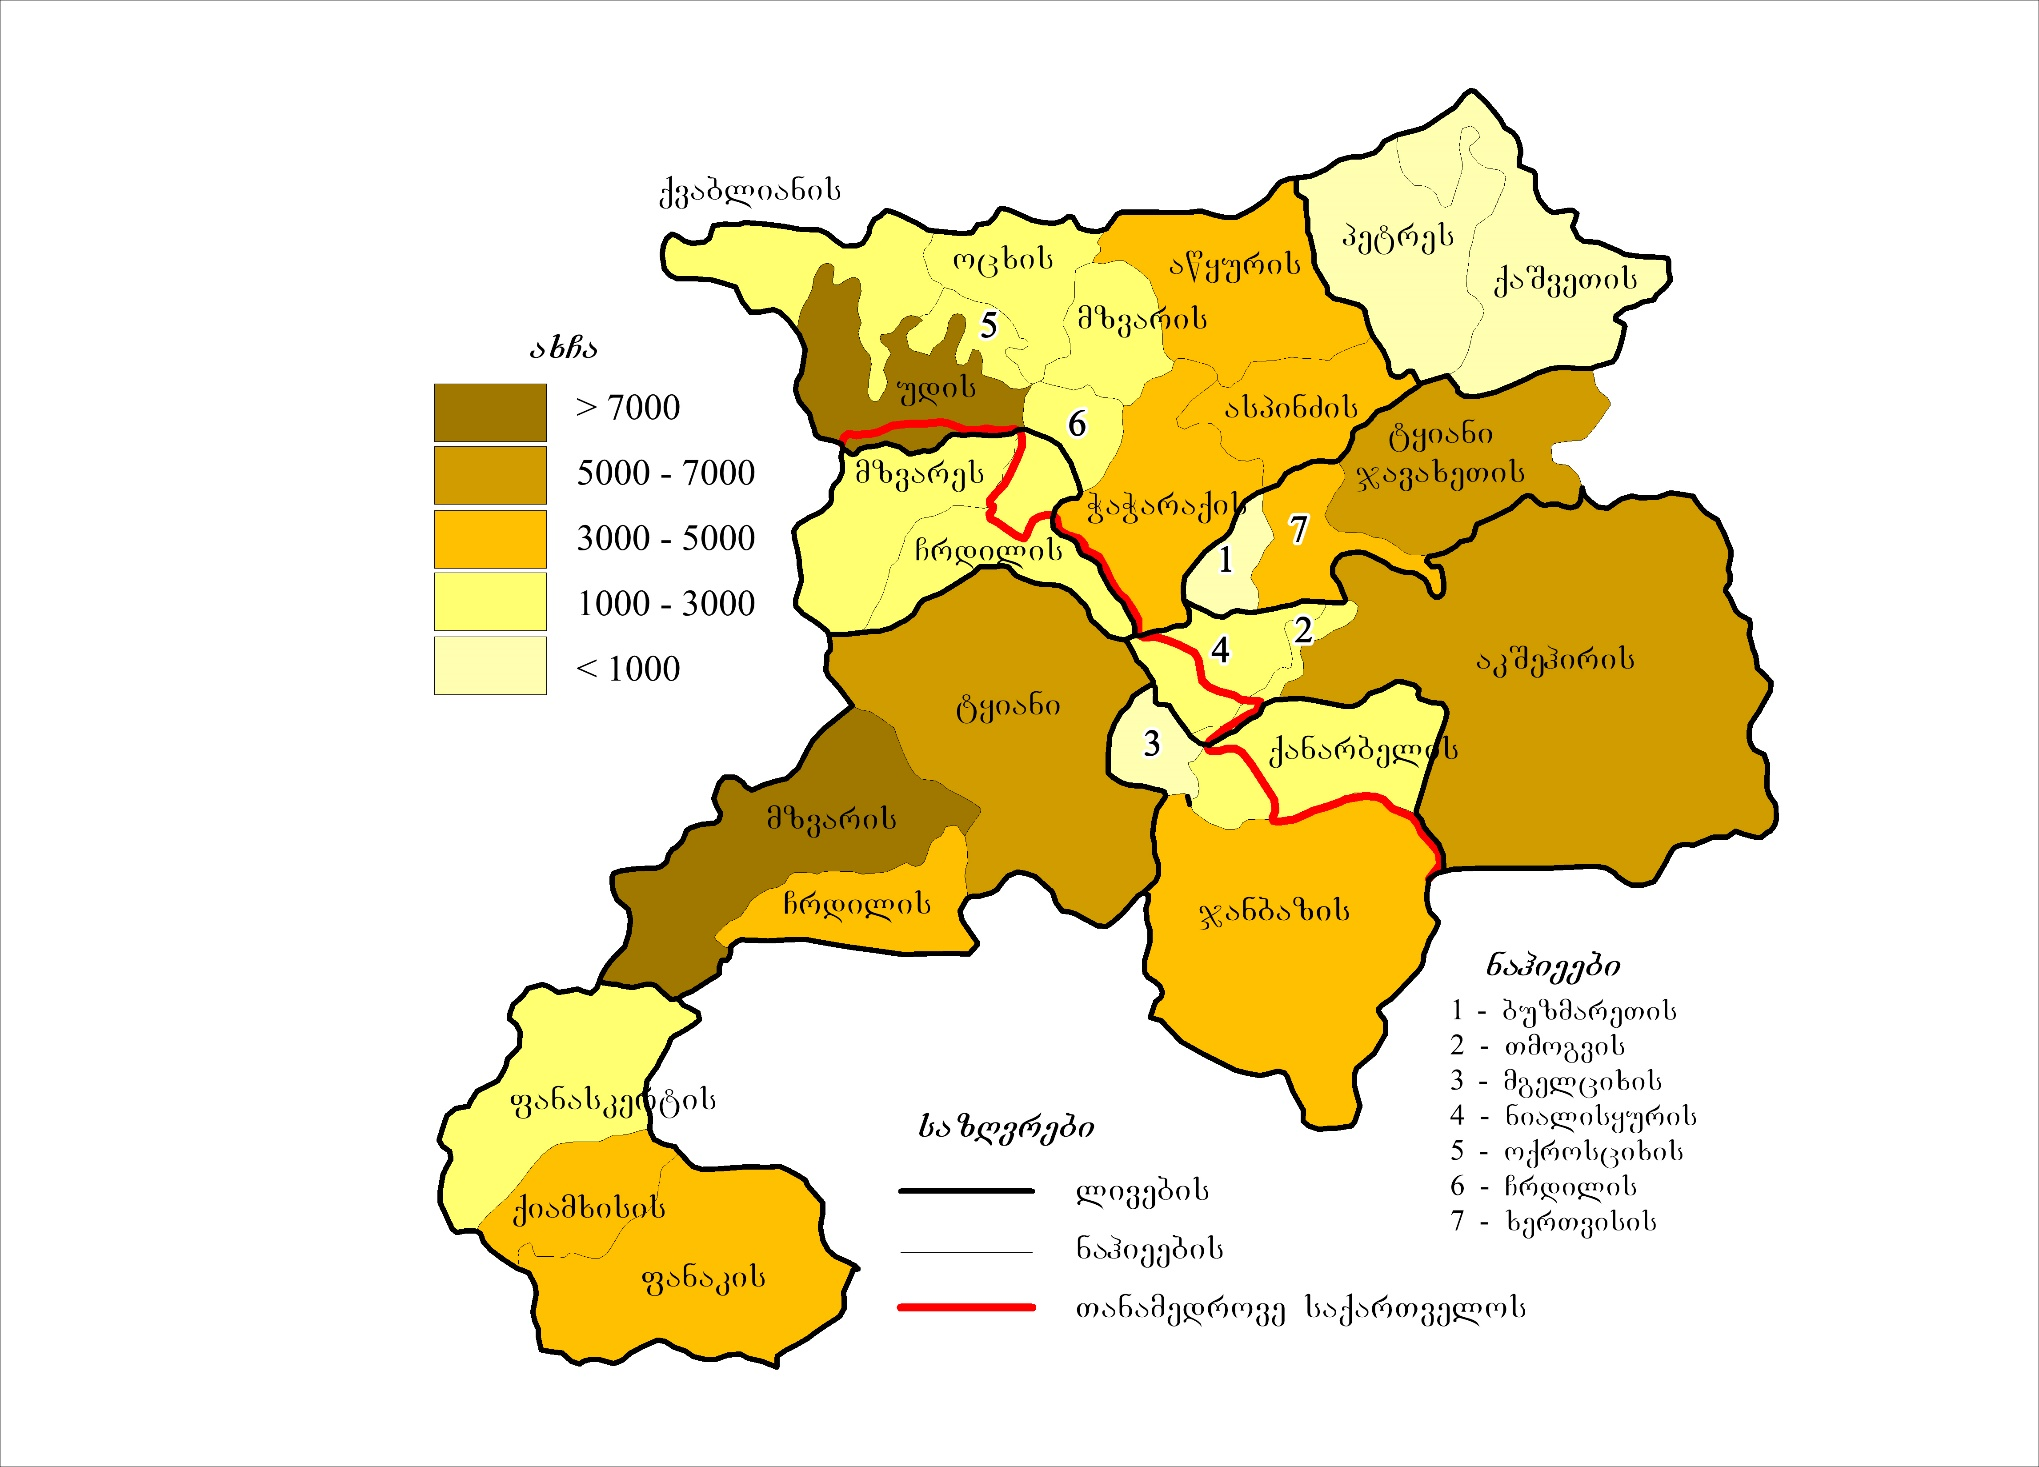 ქვაბლიანის
ოცხის
აწყურის
პეტრეს
ქაშვეთის
მზვარის
5
უდის
ასპინძის
6
ტყიანი
ჯავახეთის
მზვარეს
ჭაჭარაქის
7
1
ჩრდილის
2
4
აკშეჰირის
ტყიანი
3
ქანარბელის
მზვარის
ჩრდილის
ჯანბაზის
ფანასკერტის
ქიამხისის
ფანაკის
ახჩა
> 7000
5000 - 7000
3000 - 5000
1000 - 3000
< 1000
ნაჰიეები
1 - ბუზმარეთის
2 - თმოგვის
3 - მგელციხის
4 - ნიალისყურის
5 - ოქროსციხის
6 - ჩრდილის
7 - ხერთვისის
საზღვრები
ლივების
ნაჰიეების
თანამედროვე საქართველოს